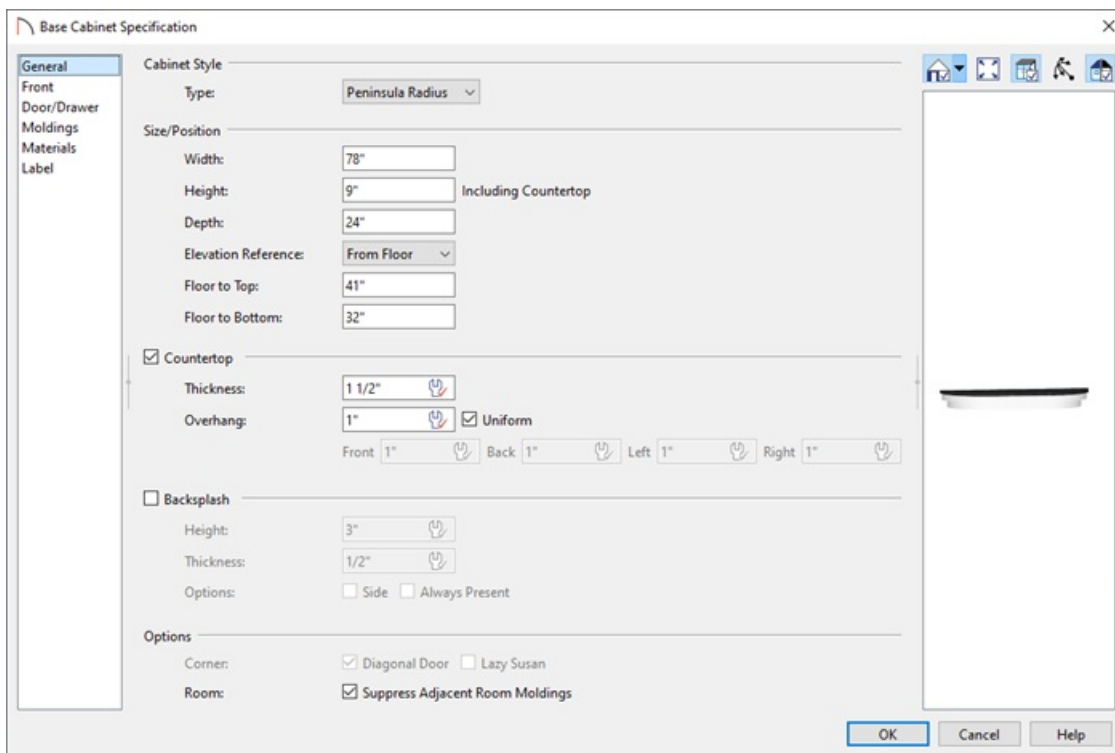 Base Cabinet Specification
General
Front
Door/Drawer
Moldings
Materials
Label
Cabinet Style
Type: Peninsula Radius
Size/Position
Width: 78"
Height: 9" Including Countertop
Depth: 24"
Elevation Reference: From Floor
Floor to Top: 41"
Floor to Bottom: 32"
Countertop
Thickness: 1 1/2"
Overhang: 1" Uniform
Front 1" Back 1" Left 1" Right 1"
Backsplash
Height: 3"
Thickness: 1/2"
Options: Side Always Present
Options
Corner: Diagonal Door Lazy Susan
Room: Suppress Adjacent Room Moldings
OK Cancel Help